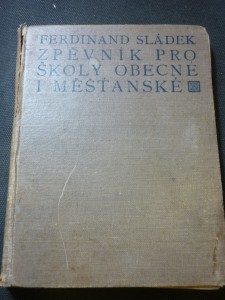 FERDINAND SLÁDEK
ZPĚVNÍK PRO
ŠKOLY OBECNÉ
I MĚŠŤANSKÉ